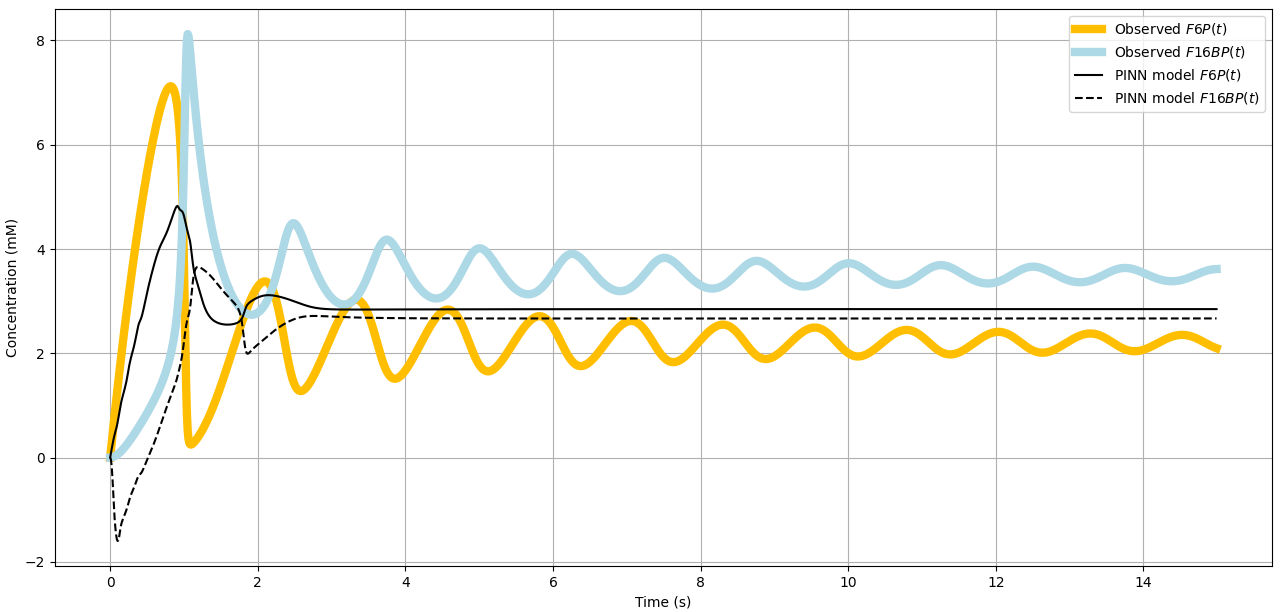 Observed F6P(t)
Observed F16BP(t)
PINN model F6P(t)
PINN model F16BP(t)
Concentration (mM)
8
6
4
2
0
−2
0 2 4 6 8 10 12 14
Time (s)